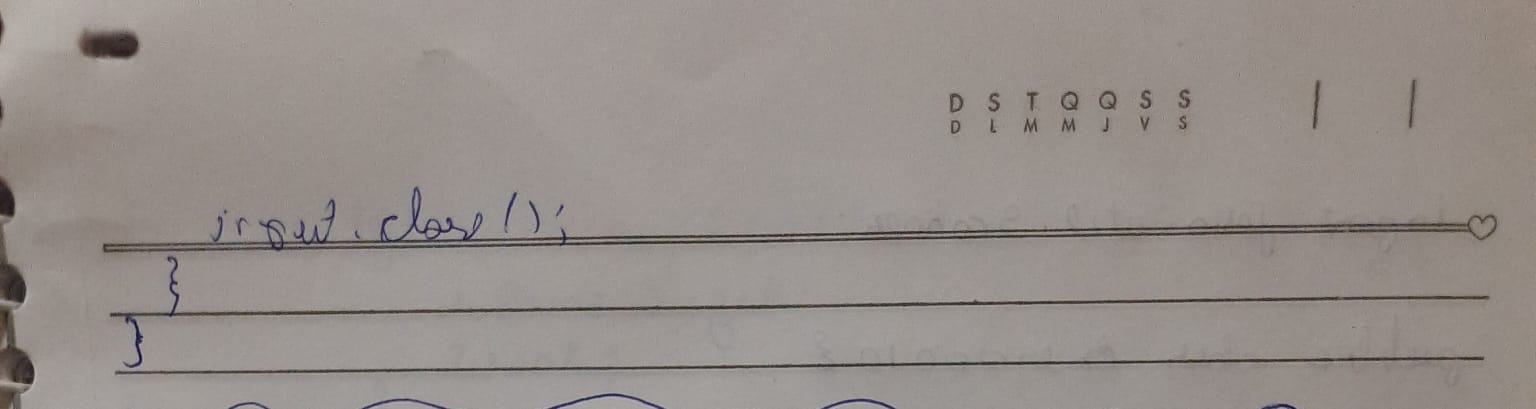 D S T Q Q S S
D L M M J V S
input.close();
}
}